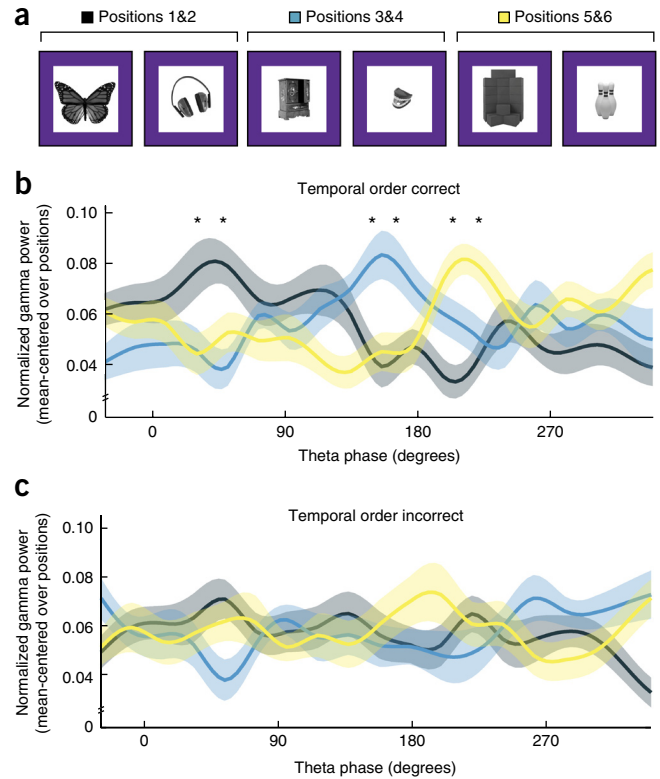 a
Positions 1&2
Positions 3&4
Positions 5&6
b
Temporal order correct
* * * * * *
Normalized gamma power
(mean-centered over positions)
0.10
0.08
0.06
0.04
0
0 90 180 270
Theta phase (degrees)
c
Temporal order incorrect
Normalized gamma power
(mean-centered over positions)
0.10
0.08
0.06
0.04
0
0 90 180 270
Theta phase (degrees)